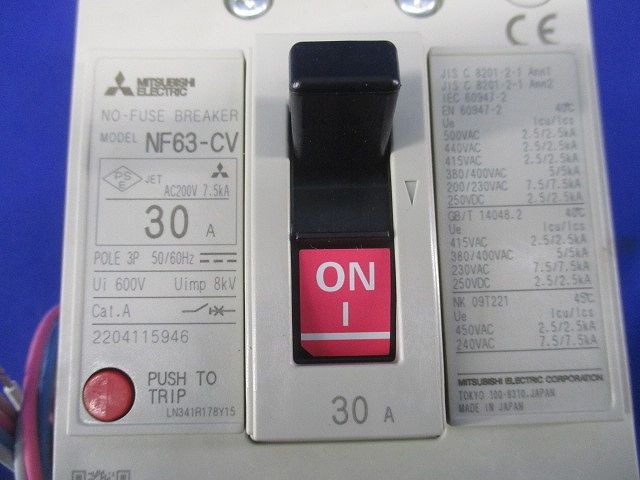 MITSUBISHI
ELECTRIC
NO-FUSE BREAKER
MODEL NF63-CV
PS
E
JET
AC200V 7.5kA
30 A
POLE 3P 50/60Hz
Ui 600V Uimp 8kV
Cat.A
2204115946
PUSH TO
TRIP
LN341R178Y15
ON
I
30 A
CE
JIS C 8201-2-1 Ann1
JIS C 8201-2-1 Ann2
IEC 60947-2
EN 60947-2 40℃
Ue Icu/Ics
500VAC 2.5/2.5kA
440VAC 2.5/2.5kA
415VAC 2.5/2.5kA
380/400VAC 5/5kA
200/230VAC 7.5/7.5kA
250VDC 2.5/2.5kA
GB/T 14048.2 40℃
Ue Icu/Ics
415VAC 2.5/2.5kA
380/400VAC 5/5kA
230VAC 7.5/7.5kA
250VDC 2.5/2.5kA
NK 09T221 45℃
Ue Icu/Ics
450VAC 2.5/2.5kA
240VAC 7.5/7.5kA
MITSUBISHI ELECTRIC CORPORATION
TOKYO 100-8310,JAPAN
MADE IN JAPAN